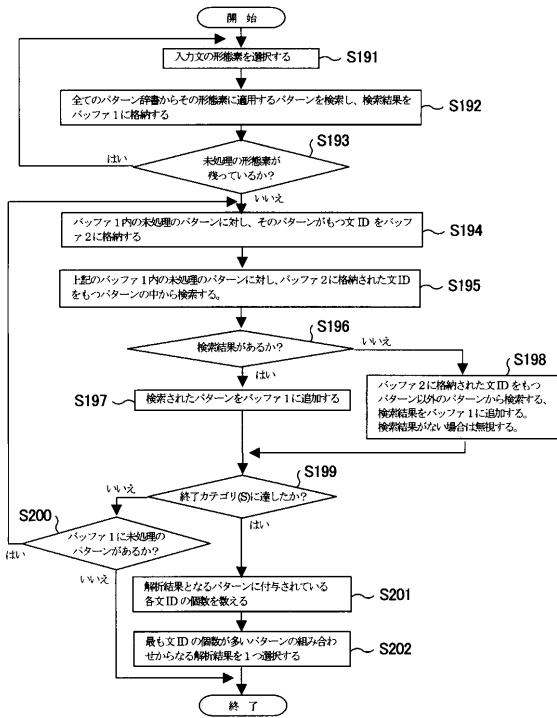 開 始
入力文の形態素を選択する
S191
全てのパターン辞書からその形態素に適用するパターンを検索し、検索結果を
バッファ1に格納する
S192
S193
はい
未処理の形態素が
残っているか?
いいえ
バッファ1内の未処理のパターンに対し、そのパターンがもつ文IDをバッフ
ァ2に格納する
S194
上記のバッファ1内の未処理のパターンに対し、バッファ2に格納された文ID
をもつパターンの中から検索する。
S195
S196
検索結果があるか?
いいえ
はい
S198
S197
検索されたパターンをバッファ1に追加する
バッファ2に格納された文IDをもつ
パターン以外のパターンから検索する、
検索結果をバッファ1に追加する。
検索結果がない場合は無視する。
S199
いいえ
終了カテゴリ(S)に達したか?
S200
はい
バッファ1に未処理の
パターンがあるか?
はい
いいえ
解析結果となるパターンに付与されている
各文IDの個数を数える
S201
最も文IDの個数が多いパターンの組み合わ
せからなる解析結果を1つ選択する
S202
終 了